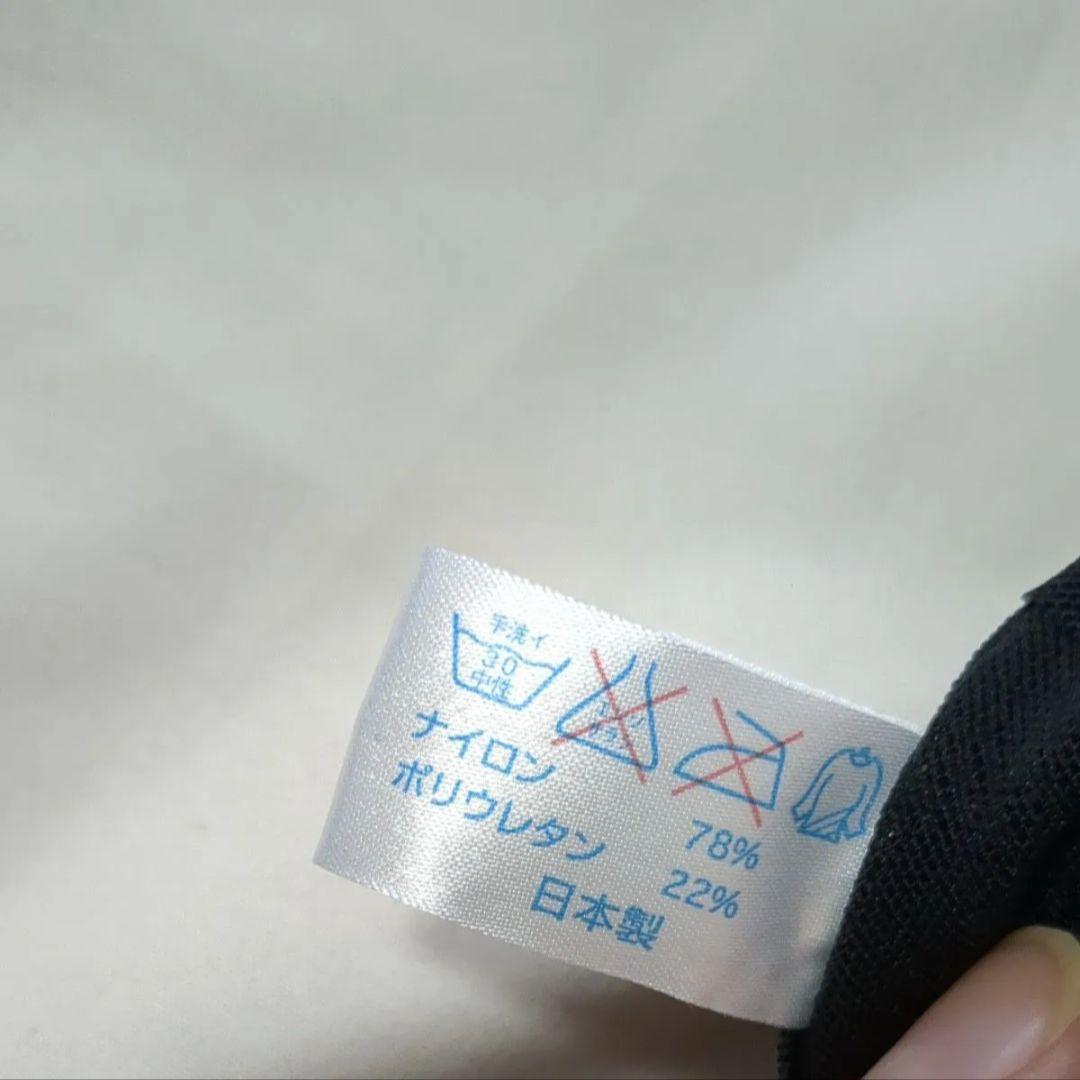 手洗イ
30
中性
ナイロン 78%
ポリウレタン 22%
日本製